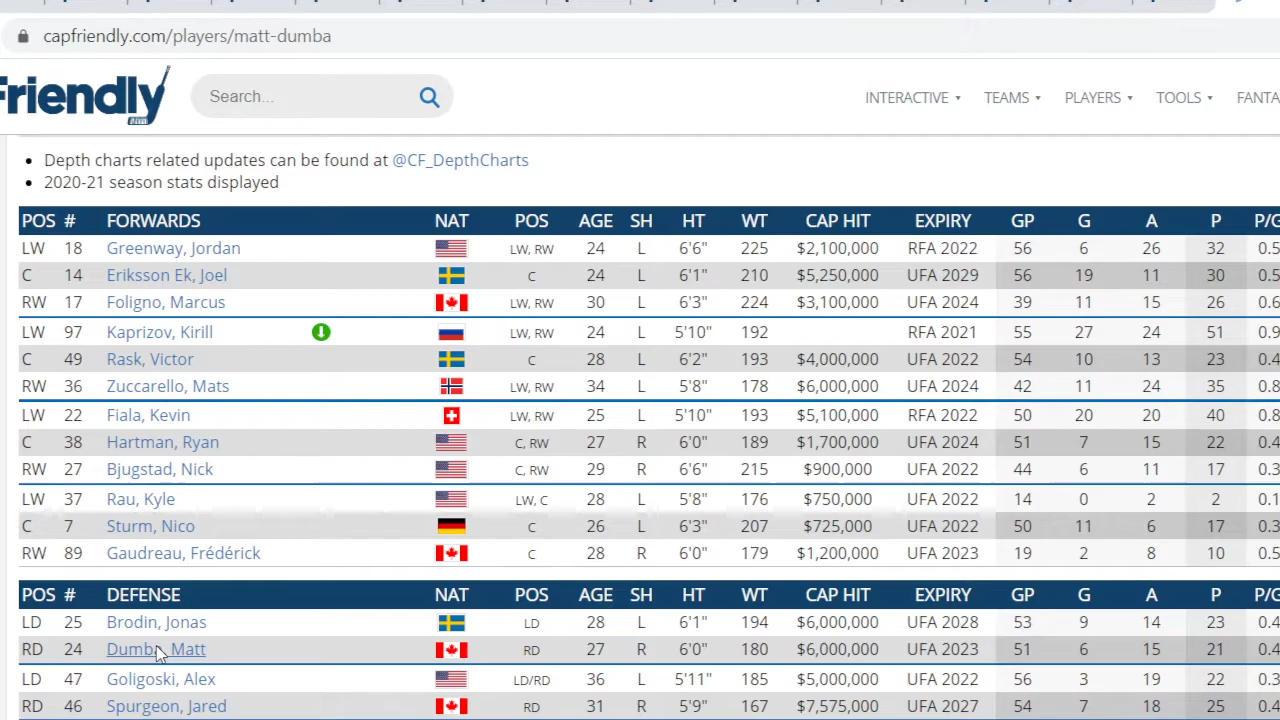 capfriendly.com/players/matt-dumba
Friendly Search... INTERACTIVE TEAMS PLAYERS TOOLS FANTA
.com
Depth charts related updates can be found at @CF_DepthCharts
2020-21 season stats displayed
POS # FORWARDS NAT POS AGE SH HT WT CAP HIT EXPIRY GP G A P P/G
LW 18 Greenway, Jordan LW, RW 24 L 6'6" 225 $2,100,000 RFA 2022 56 6 26 32 0.5
C 14 Eriksson Ek, Joel C 24 L 6'1" 210 $5,250,000 UFA 2029 56 19 11 30 0.5
RW 17 Foligno, Marcus LW, RW 30 L 6'3" 224 $3,100,000 UFA 2024 39 11 15 26 0.6
LW 97 Kaprizov, Kirill LW, RW 24 L 5'10" 192 RFA 2021 55 27 24 51 0.9
C 49 Rask, Victor C 28 L 6'2" 193 $4,000,000 UFA 2022 54 10 13 23 0.4
RW 36 Zuccarello, Mats LW, RW 34 L 5'8" 178 $6,000,000 UFA 2024 42 11 24 35 0.8
LW 22 Fiala, Kevin LW, RW 25 L 5'10" 193 $5,100,000 RFA 2022 50 20 20 40 0.8
C 38 Hartman, Ryan C, RW 27 R 6'0" 189 $1,700,000 UFA 2024 51 7 15 22 0.4
RW 27 Bjugstad, Nick C, RW 29 R 6'6" 215 $900,000 UFA 2022 44 6 11 17 0.3
LW 37 Rau, Kyle LW, C 28 L 5'8" 176 $750,000 UFA 2022 14 0 2 2 0.1
C 7 Sturm, Nico C 26 L 6'3" 207 $725,000 UFA 2022 50 11 6 17 0.3
RW 89 Gaudreau, Frédérick C 28 R 6'0" 179 $1,200,000 UFA 2023 19 2 8 10 0.5
POS # DEFENSE NAT POS AGE SH HT WT CAP HIT EXPIRY GP G A P P/G
LD 25 Brodin, Jonas LD 28 L 6'1" 194 $6,000,000 UFA 2028 53 9 14 23 0.4
RD 24 Dumba, Matt RD 27 R 6'0" 180 $6,000,000 UFA 2023 51 6 15 21 0.4
LD 47 Goligoski, Alex LD/RD 36 L 5'11" 185 $5,000,000 UFA 2022 56 3 19 22 0.3
RD 46 Spurgeon, Jared RD 31 R 5'9" 167 $7,575,000 UFA 2027 54 7 18 25 0.4